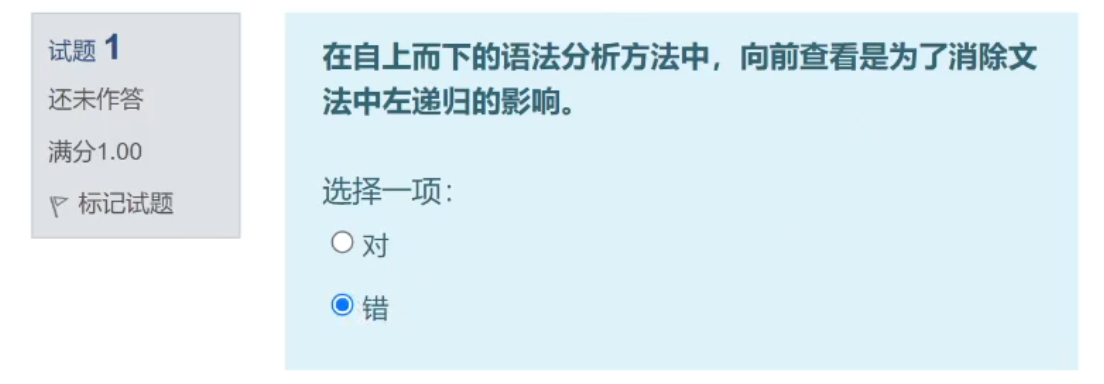 试题 1
还未作答
满分1.00
标记试题
在自上而下的语法分析方法中，向前查看是为了消除文
法中左递归的影响。
选择一项：
对
错